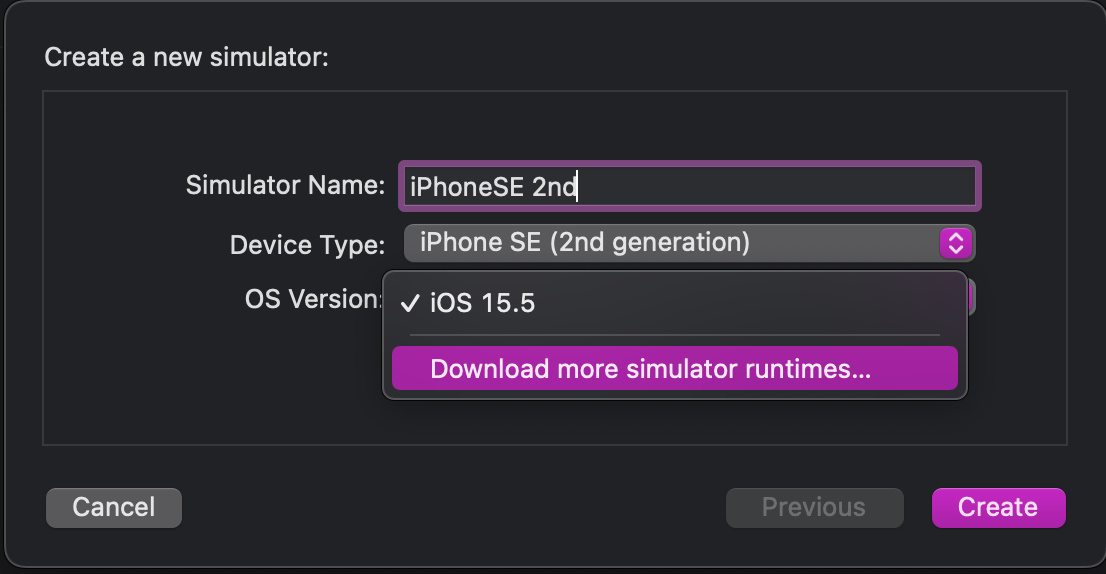 Create a new simulator:
Simulator Name: iPhoneSE 2nd
Device Type: iPhone SE (2nd generation)
OS Version: ✓ iOS 15.5
Download more simulator runtimes...
Cancel Previous Create